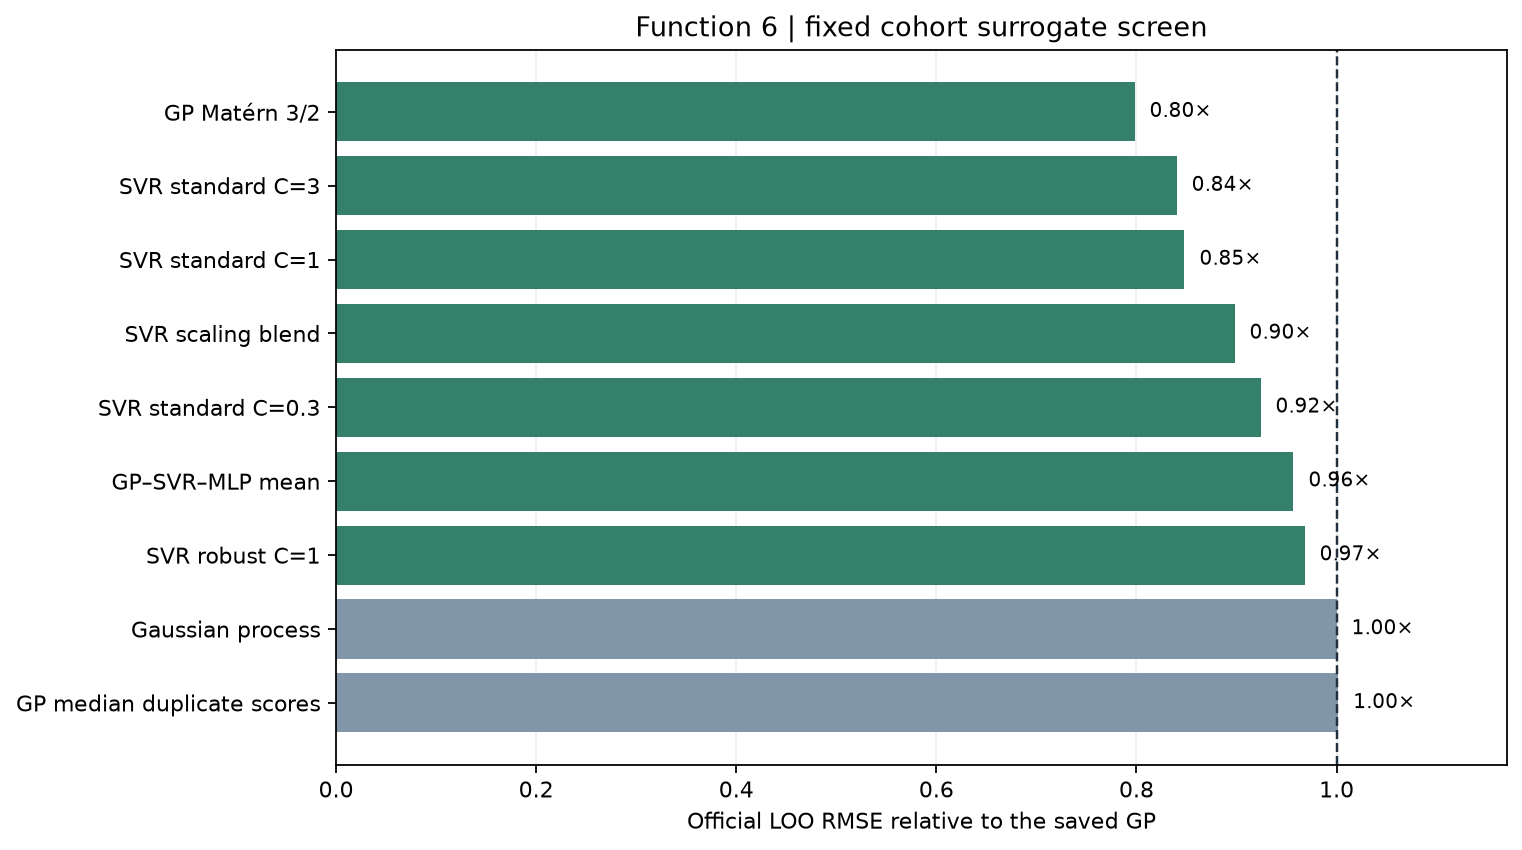 Function 6 | fixed cohort surrogate screen
GP Matérn 3/2
0.80×
SVR standard C=3
0.84×
SVR standard C=1
0.85×
SVR scaling blend
0.90×
SVR standard C=0.3
0.92×
GP–SVR–MLP mean
0.96×
SVR robust C=1
0.97×
Gaussian process
1.00×
GP median duplicate scores
1.00×
0.0 0.2 0.4 0.6 0.8 1.0
Official LOO RMSE relative to the saved GP